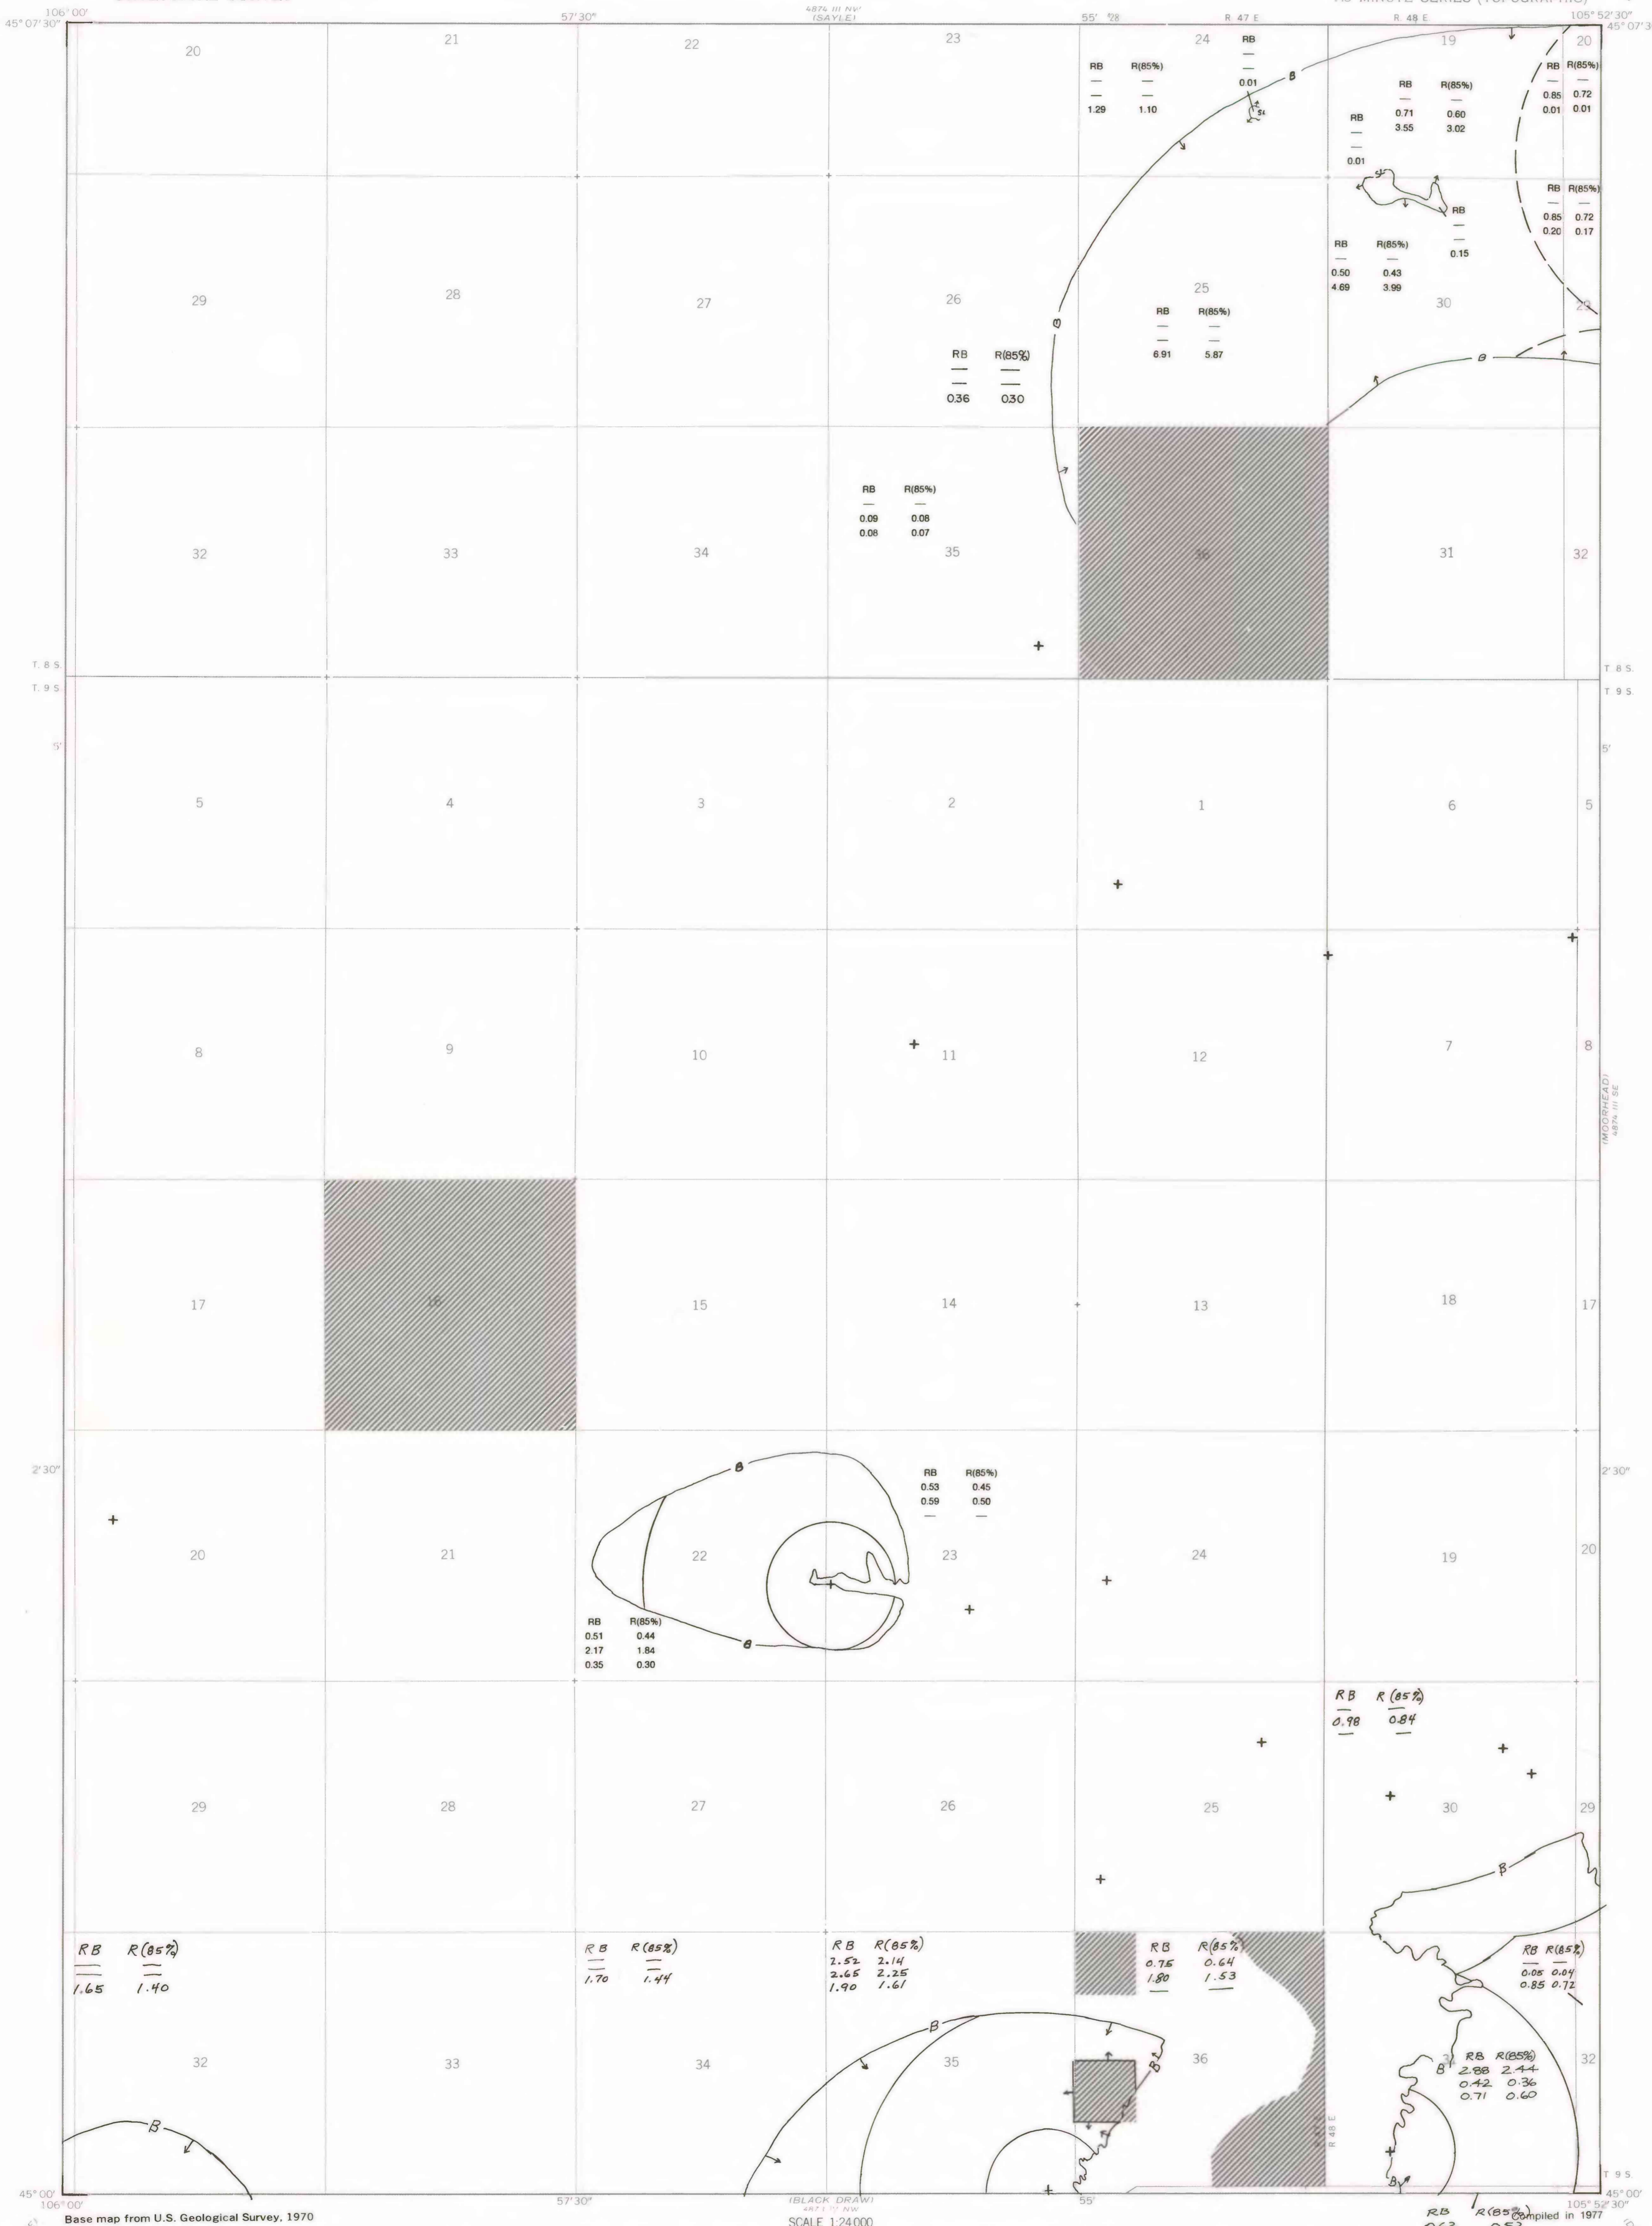 106°00' 57'30" 4874 III NW 55' R. 47 E R. 48 E 105°52'30"
45°07'30" (SAYLE) 45°07'3
20 21 22 23 24 19 20
RB
—
—
0.01
B
RB R(85%)
— —
— —
1.29 1.10
RB R(85%)
— —
0.71 0.60
3.55 3.02
RB R(85%)
— —
0.85 0.72
0.01 0.01
RB
—
—
0.01
RB R(85%)
— —
0.85 0.72
0.20 0.17
RB
—
—
0.15
RB R(85%)
— —
0.50 0.43
4.69 3.99
29 28 27 26 25 30 29
RB R(85%)
— —
— —
6.91 5.87
B
RB R(85%)
— —
— —
0.36 0.30
B
RB R(85%)
— —
0.09 0.08
0.08 0.07
32 33 34 35 36 31 32
T. 8 S. T 8 S.
T. 9 S. T 9 S.
5' 5'
5 4 3 2 1 6 5
8 9 10 11 12 7 8
(MOORHEAD)
4874 III SE
17 16 15 14 13 18 17
2'30" 2'30"
B
RB R(85%)
0.53 0.45
0.59 0.50
— —
20 21 22 23 24 19 20
RB R(85%)
0.51 0.44
2.17 1.84
0.35 0.30
B
RB R(85%)
— —
0.98 0.84
— —
29 28 27 26 25 30 29
B
RB R(85%)
— —
— —
1.65 1.40
RB R(85%)
— —
— —
1.70 1.44
RB R(85%)
2.52 2.14
2.65 2.25
1.90 1.61
RB R(85%)
0.75 0.64
1.80 1.53
— —
RB R(85%)
— —
0.05 0.04
0.85 0.72
B
32 33 34 35 36 32
B
B
RB R(85%)
2.88 2.44
0.42 0.36
0.71 0.60
B
R 48 E
B
T 9 S.
45°00' 45°00'
106°00' 57'30" (BLACK DRAW) 55' 105°52'30"
Base map from U.S. Geological Survey, 1970
SCALE 1:24 000
RB R(85%)
Compiled in 1977